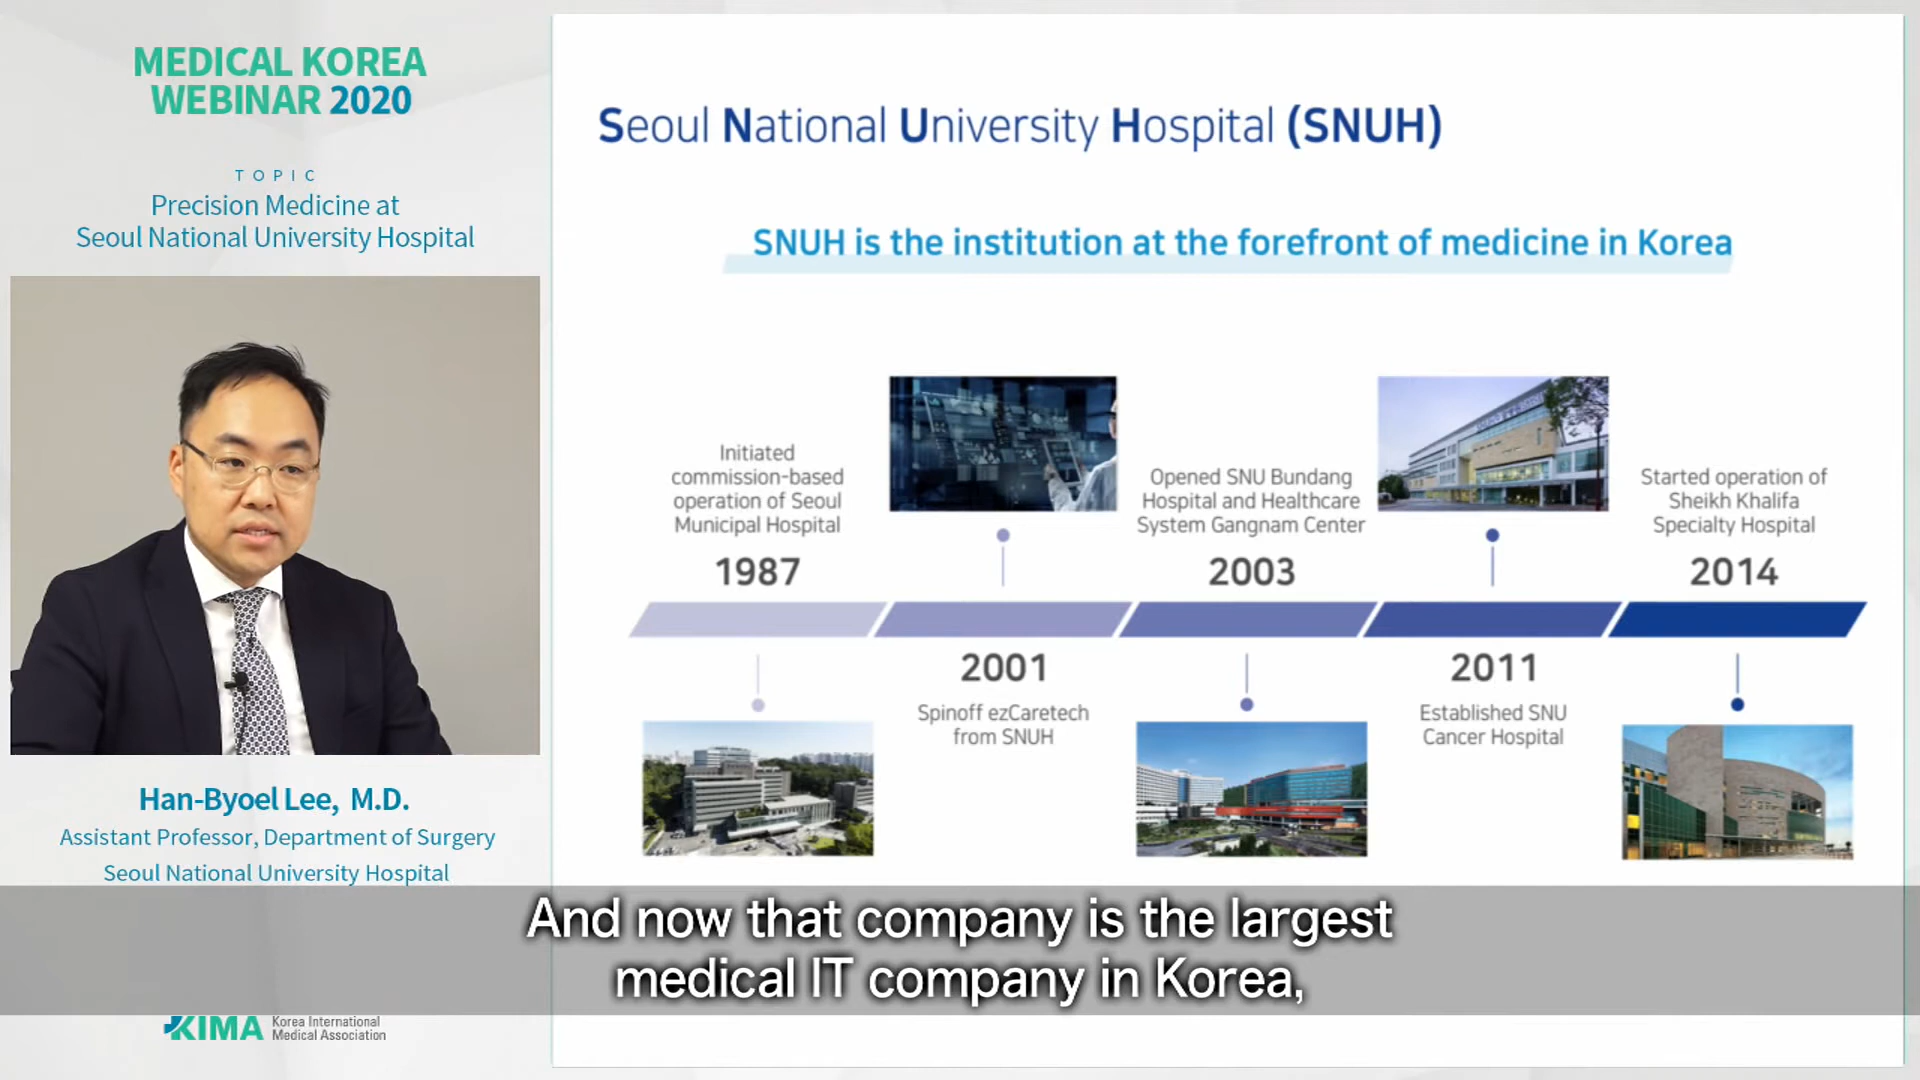 MEDICAL KOREA
WEBINAR 2020
TOPIC
Precision Medicine at
Seoul National University Hospital
Han-Byoel Lee, M.D.
Assistant Professor, Department of Surgery
Seoul National University Hospital
KIMA Korea International
Medical Association
Seoul National University Hospital (SNUH)
SNUH is the institution at the forefront of medicine in Korea
Initiated
commission-based
operation of Seoul
Municipal Hospital
1987
2001
Spinoff ezCaretech
from SNUH
Opened SNU Bundang
Hospital and Healthcare
System Gangnam Center
2003
2011
Established SNU
Cancer Hospital
Started operation of
Sheikh Khalifa
Specialty Hospital
2014
And now that company is the largest
medical IT company in Korea,